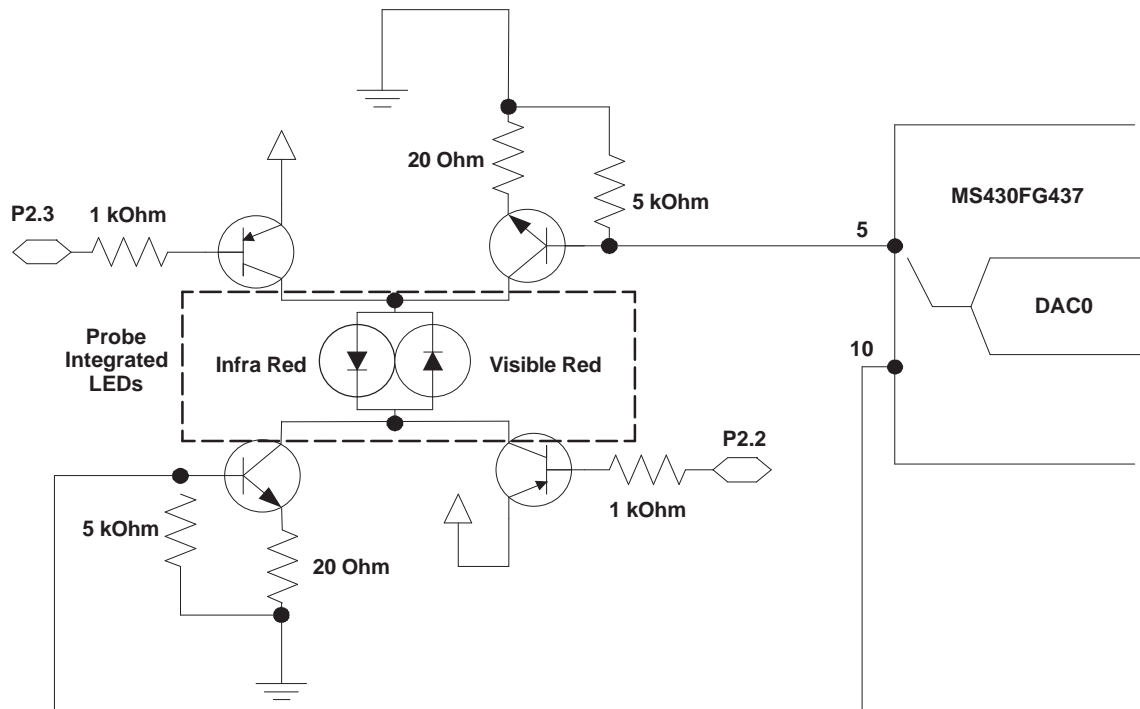 20 Ohm
5 kOhm
MS430FG437
P2.3
1 kOhm
5
DAC0
10
Probe
Integrated
LEDs
Infra Red
Visible Red
P2.2
1 kOhm
5 kOhm
20 Ohm